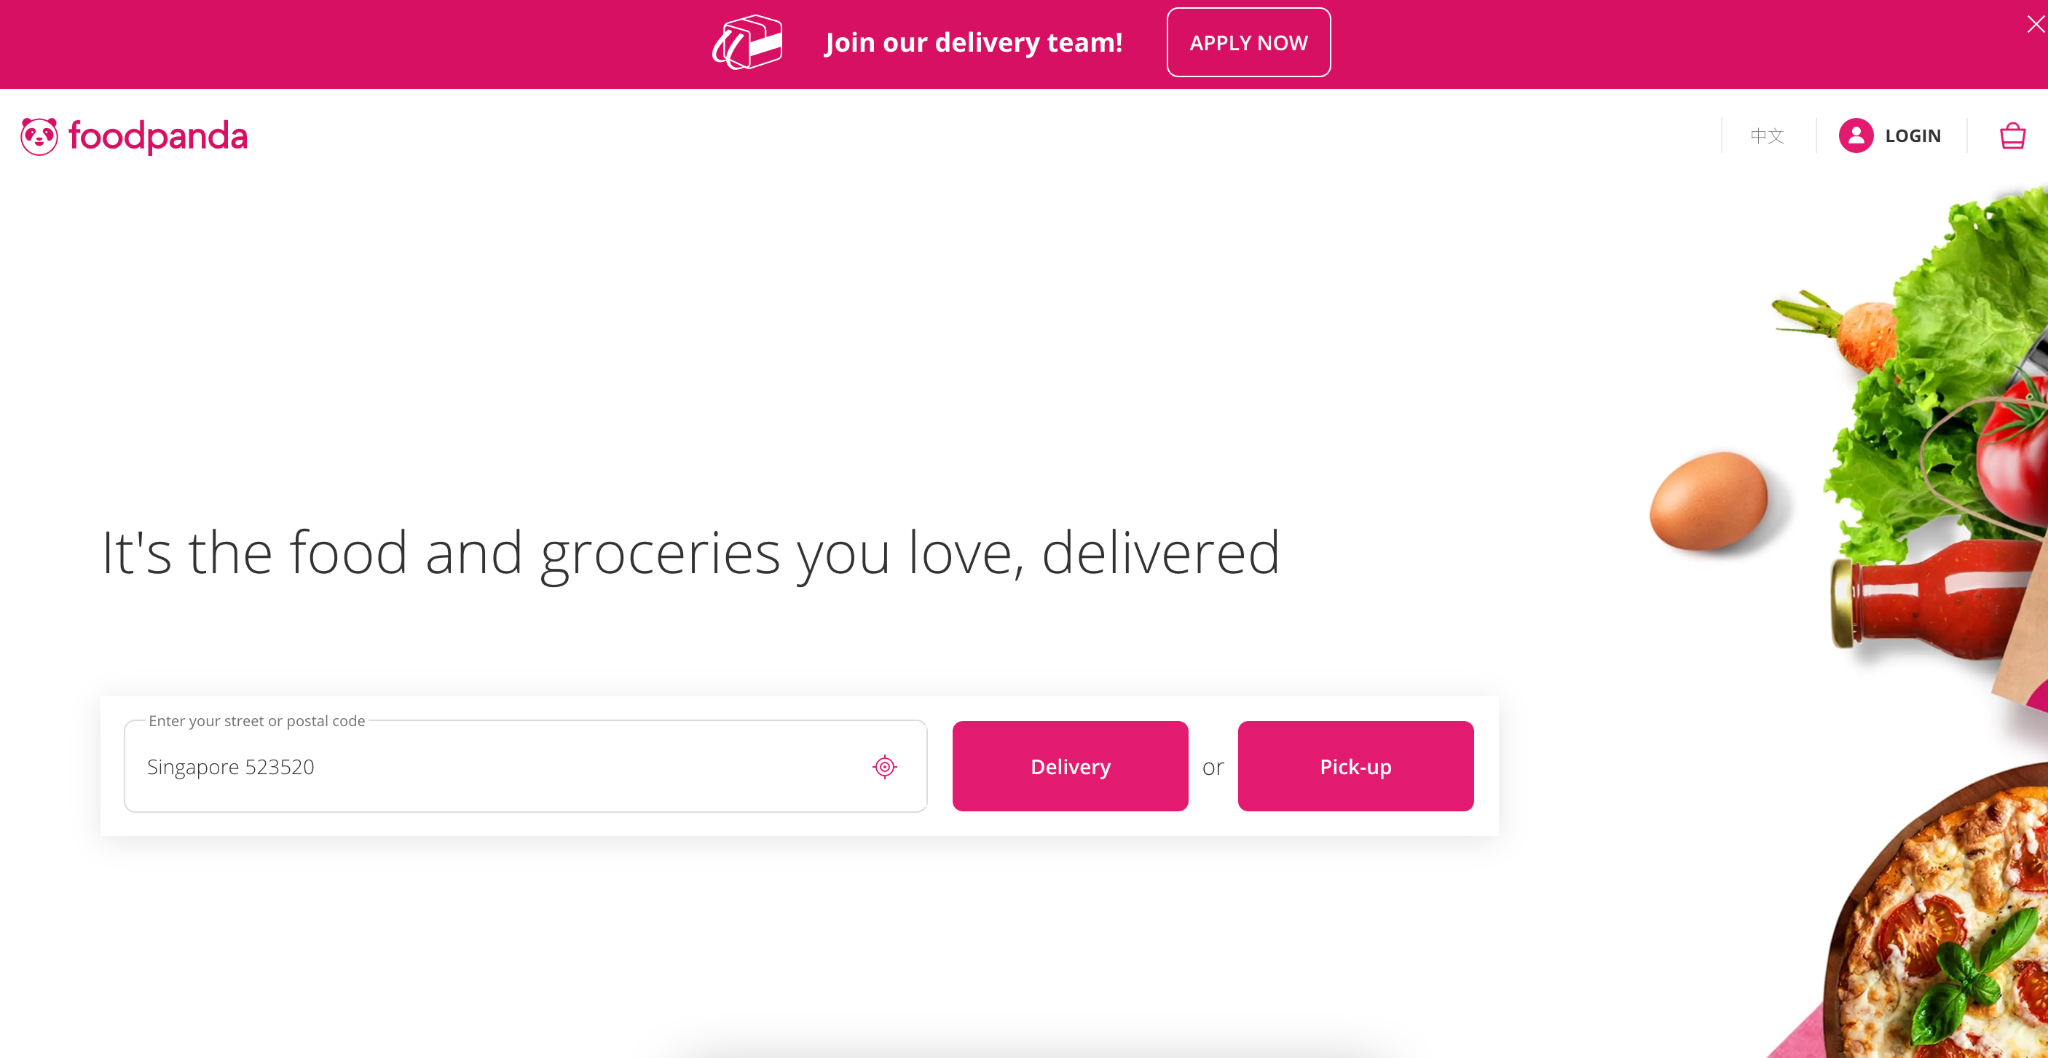 Join our delivery team!
APPLY NOW
foodpanda
中文
LOGIN
It's the food and groceries you love, delivered
Enter your street or postal code
Singapore 523520
Delivery
or
Pick-up